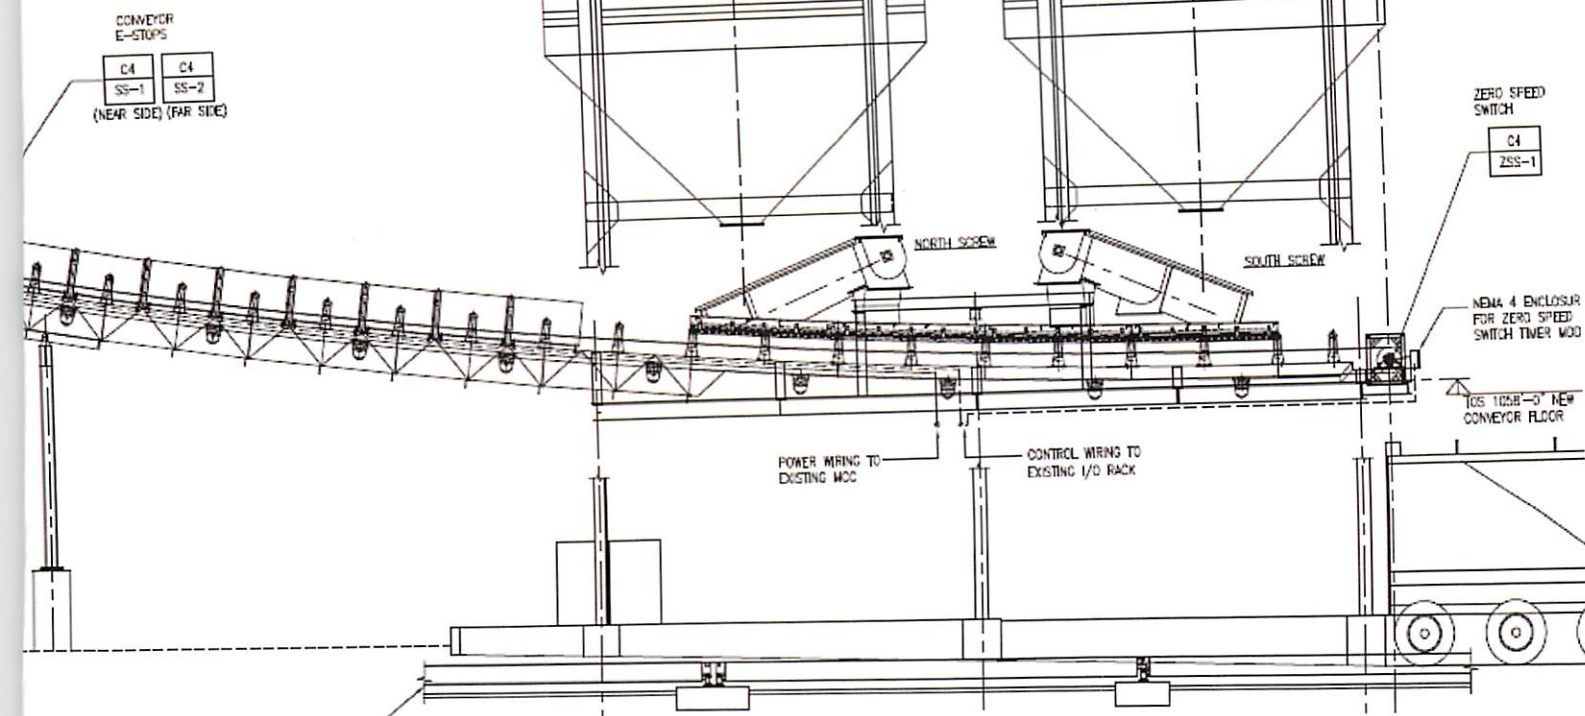 CONVEYOR
E-STOPS
C4
SS-1
C4
SS-2
(NEAR SIDE) (FAR SIDE)
ZERO SPEED
SWITCH
C4
ZSS-1
NORTH SCREW
SOUTH SCREW
NEMA 4 ENCLOSUR
FOR ZERO SPEED
SWITCH TIMER MOD
TOS 1058'-0" NEW
CONVEYOR FLOOR
POWER WIRING TO
EXISTING MCC
CONTROL WIRING TO
EXISTING I/O RACK